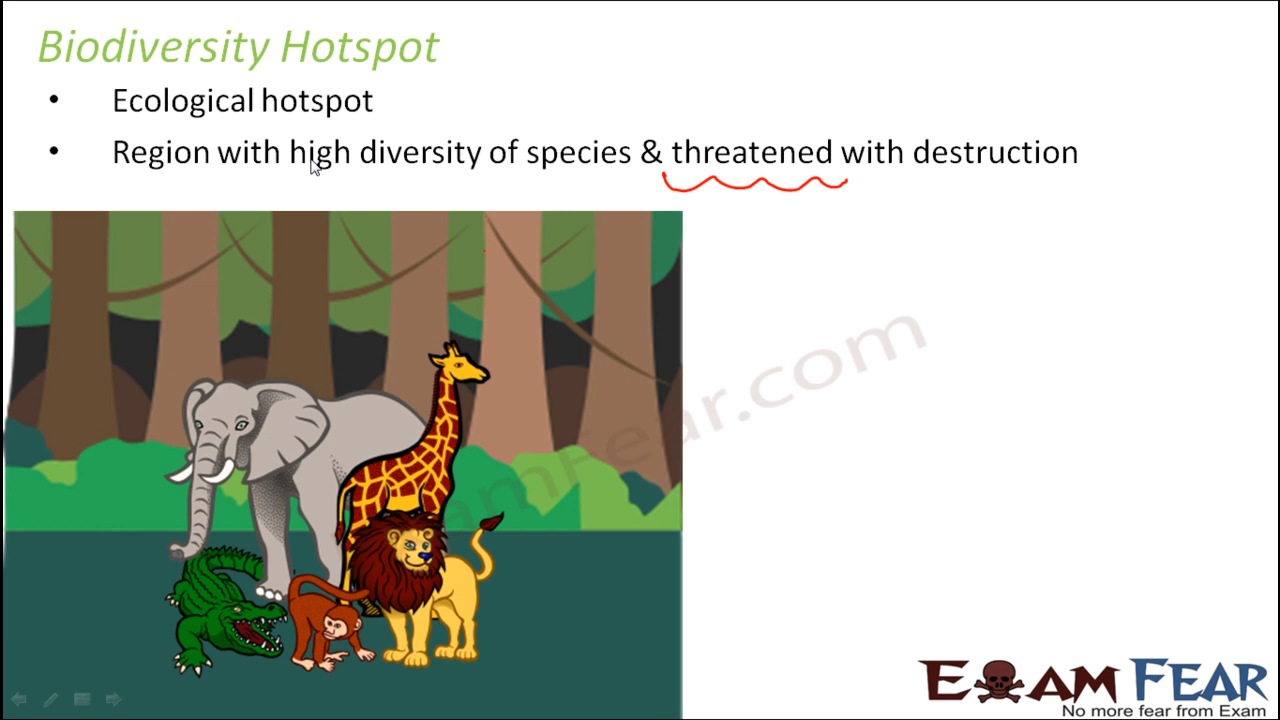 Biodiversity Hotspot
• Ecological hotspot
• Region with high diversity of species & threatened with destruction
ExamFear.com
EXAM FEAR
No more fear from Exam